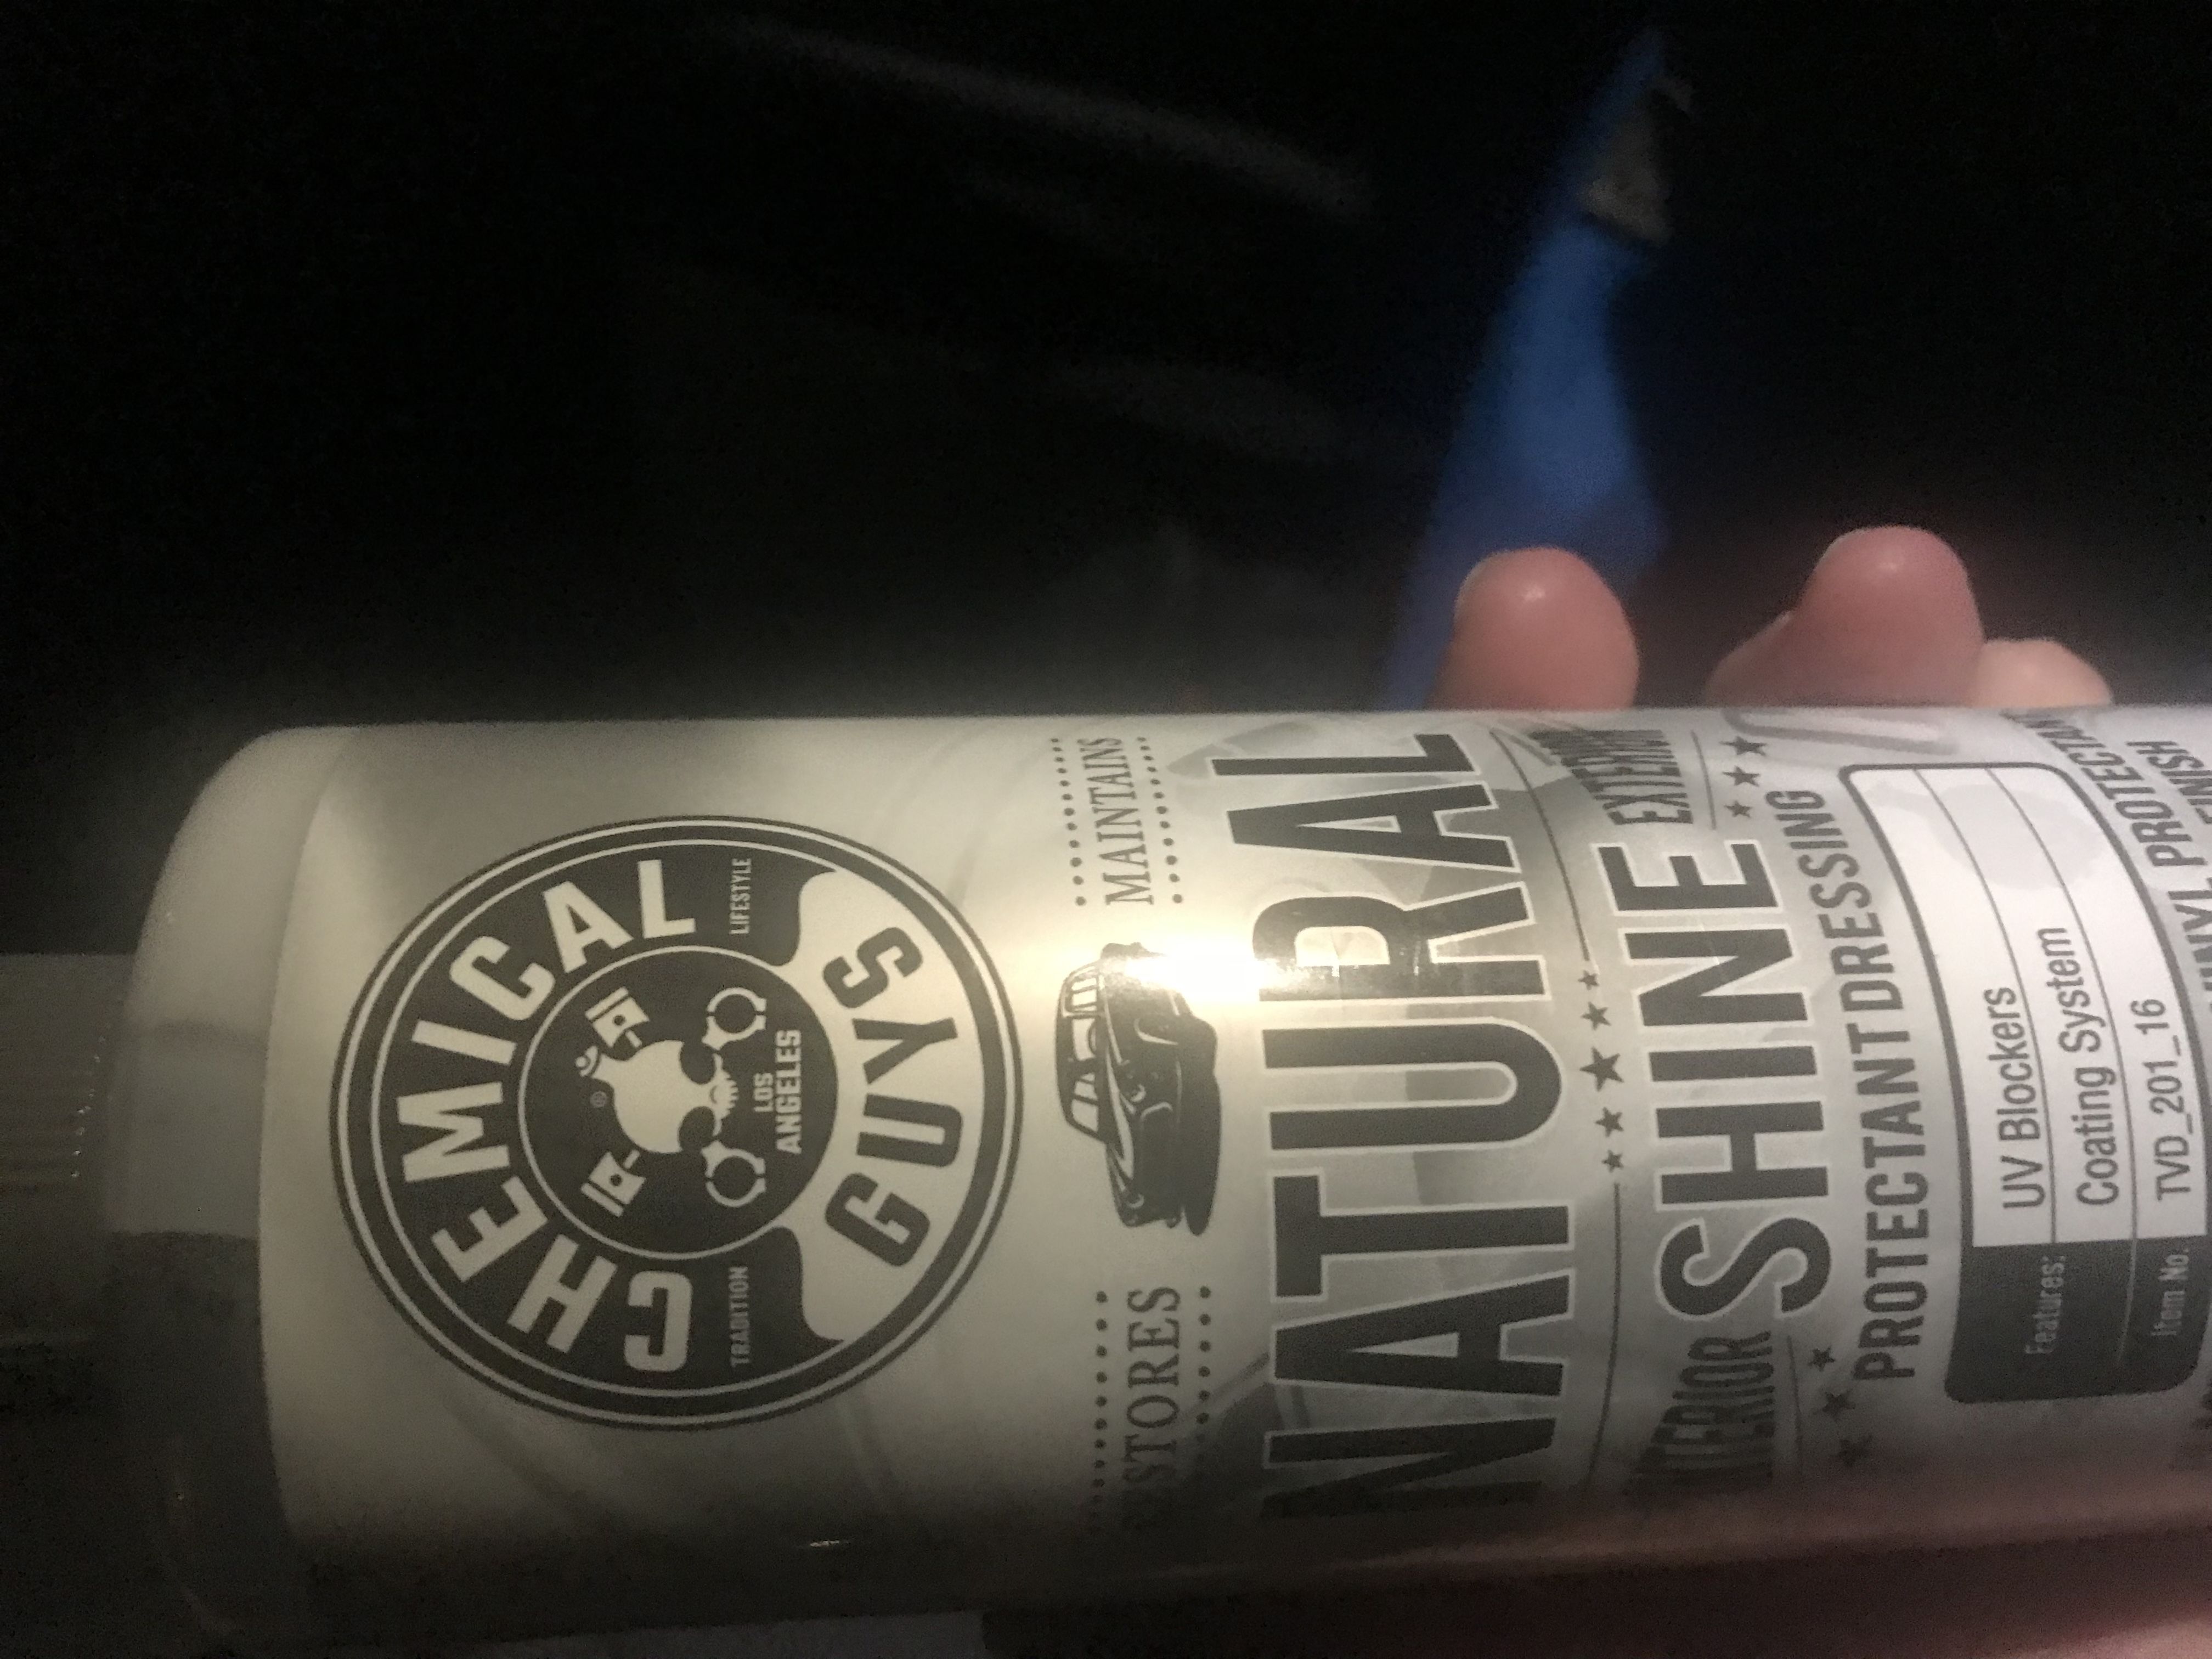 CHEMICAL
GUYS
TRADITION
LIFESTYLE
®
LOS
ANGELES
MAINTAINS
NATURAL
INTERIOR SHINE EXTERIOR
PROTECTANT DRESSING
Features: UV Blockers
Coating System
Item No. TVD_201_16